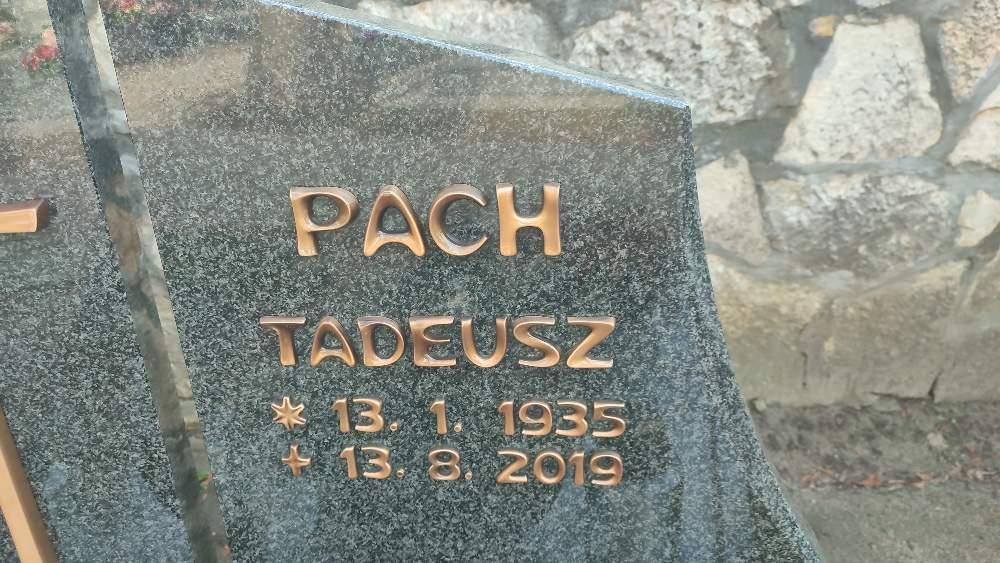 PACH
TADEUSZ
* 13. 1. 1935
+ 13. 8. 2019